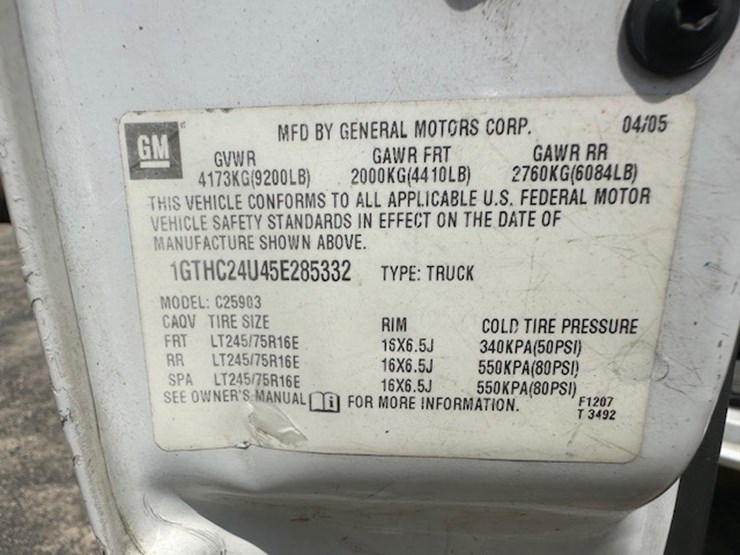 GM
MFD BY GENERAL MOTORS CORP. 04/05
GVWR GAWR FRT GAWR RR
4173KG(9200LB) 2000KG(4410LB) 2760KG(6084LB)
THIS VEHICLE CONFORMS TO ALL APPLICABLE U.S. FEDERAL MOTOR
VEHICLE SAFETY STANDARDS IN EFFECT ON THE DATE OF
MANUFACTURE SHOWN ABOVE.
1GTHC24U45E285332 TYPE: TRUCK
MODEL: C25903
CAQV TIRE SIZE RIM COLD TIRE PRESSURE
FRT LT245/75R16E 16X6.5J 340KPA(50PSI)
RR LT245/75R16E 16X6.5J 550KPA(80PSI)
SPA LT245/75R16E 16X6.5J 550KPA(80PSI)
SEE OWNER'S MANUAL i FOR MORE INFORMATION.
F1207
T 3492